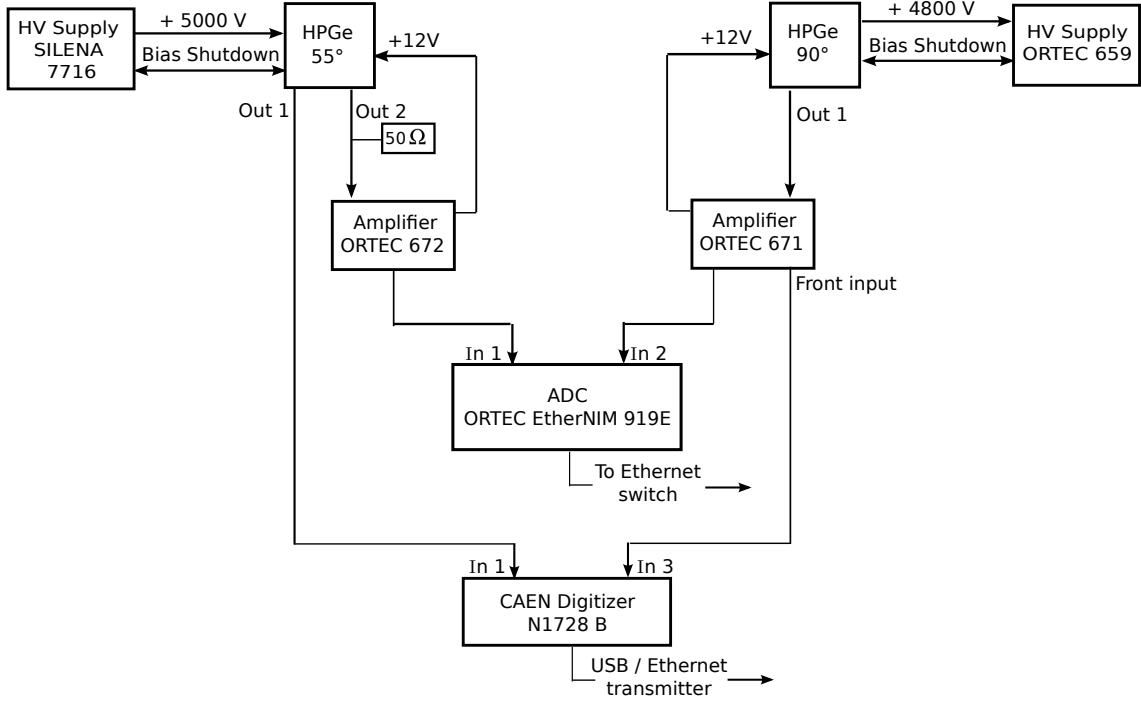 HV Supply
SILENA
7716
+ 5000 V
Bias Shutdown
HPGe
55°
+12V
Out 1
Out 2
50 Ω
Amplifier
ORTEC 672
+12V
HPGe
90°
+ 4800 V
Bias Shutdown
HV Supply
ORTEC 659
Out 1
Amplifier
ORTEC 671
Front input
In 1
In 2
ADC
ORTEC EtherNIM 919E
To Ethernet
switch
In 1
In 3
CAEN Digitizer
N1728 B
USB / Ethernet
transmitter